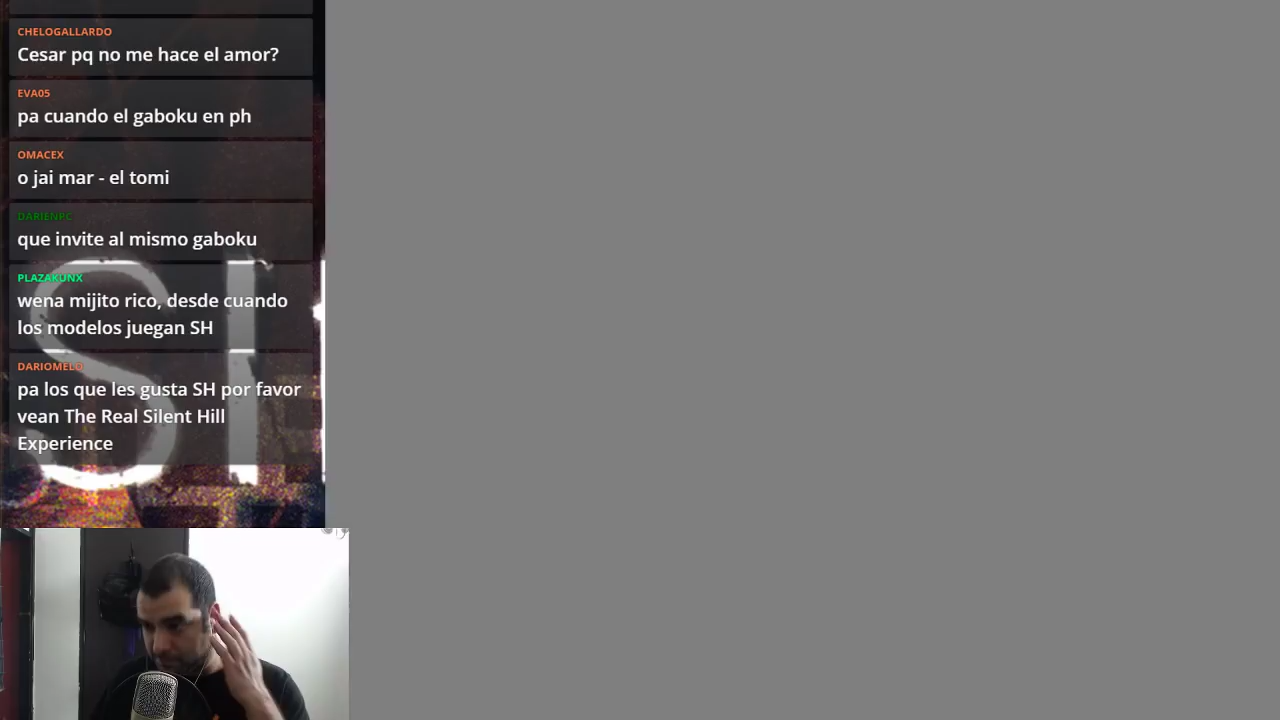 CHELOGALLARDO
Cesar pq no me hace el amor?
EVA05
pa cuando el gaboku en ph
OMACEX
o jai mar - el tomi
DARIENPC
que invite al mismo gaboku
PLAZAKUNX
wena mijito rico, desde cuando
los modelos juegan SH
DARIOMELO
pa los que les gusta SH por favor
vean The Real Silent Hill
Experience